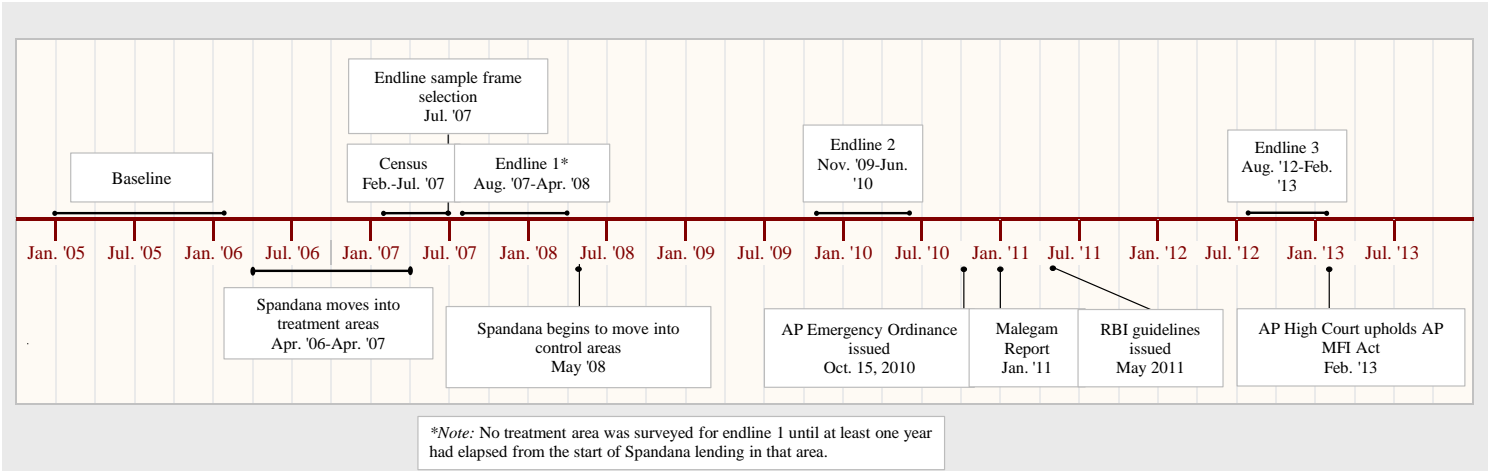 Endline sample frame
selection
Jul. '07
Baseline
Census
Feb.-Jul. '07
Endline 1*
Aug. '07-Apr. '08
Endline 2
Nov. '09-Jun.
'10
Endline 3
Aug. '12-Feb.
'13
Jan. '05
Jul. '05
Jan. '06
Jul. '06
Jan. '07
Jul. '07
Jan. '08
Jul. '08
Jan. '09
Jul. '09
Jan. '10
Jul. '10
Jan. '11
Jul. '11
Jan. '12
Jul. '12
Jan. '13
Jul. '13
Spandana moves into
treatment areas
Apr. '06-Apr. '07
Spandana begins to move into
control areas
May '08
AP Emergency Ordinance
issued
Oct. 15, 2010
Malegam
Report
Jan. '11
RBI guidelines
issued
May 2011
AP High Court upholds AP
MFI Act
Feb. '13
*Note: No treatment area was surveyed for endline 1 until at least one year
had elapsed from the start of Spandana lending in that area.